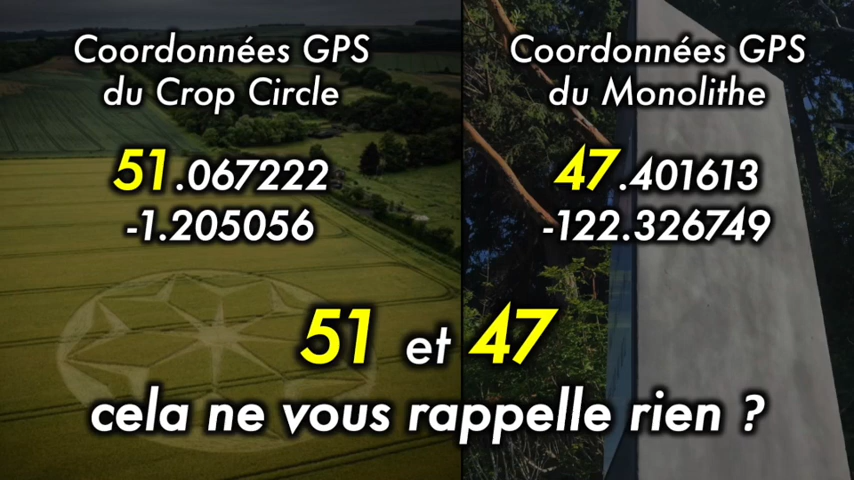 Coordonnées GPS
du Crop Circle
51.067222
-1.205056
Coordonnées GPS
du Monolithe
47.401613
-122.326749
51 et 47
cela ne vous rappelle rien ?